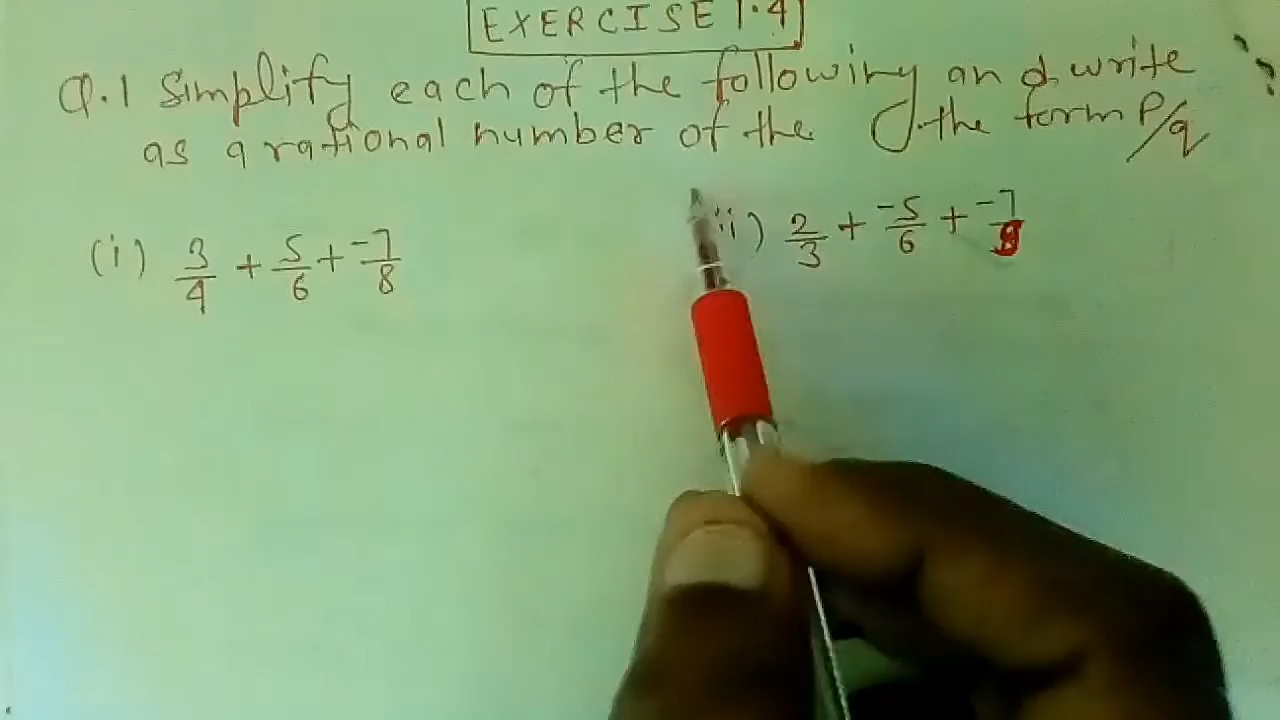 EXERCISE 1.4
Q.1 Simplify each of the following and write
as a rational number of the the form P/q
(i) 3/4 + 5/6 + -7/8
ii) 2/3 + -5/6 + -7/9